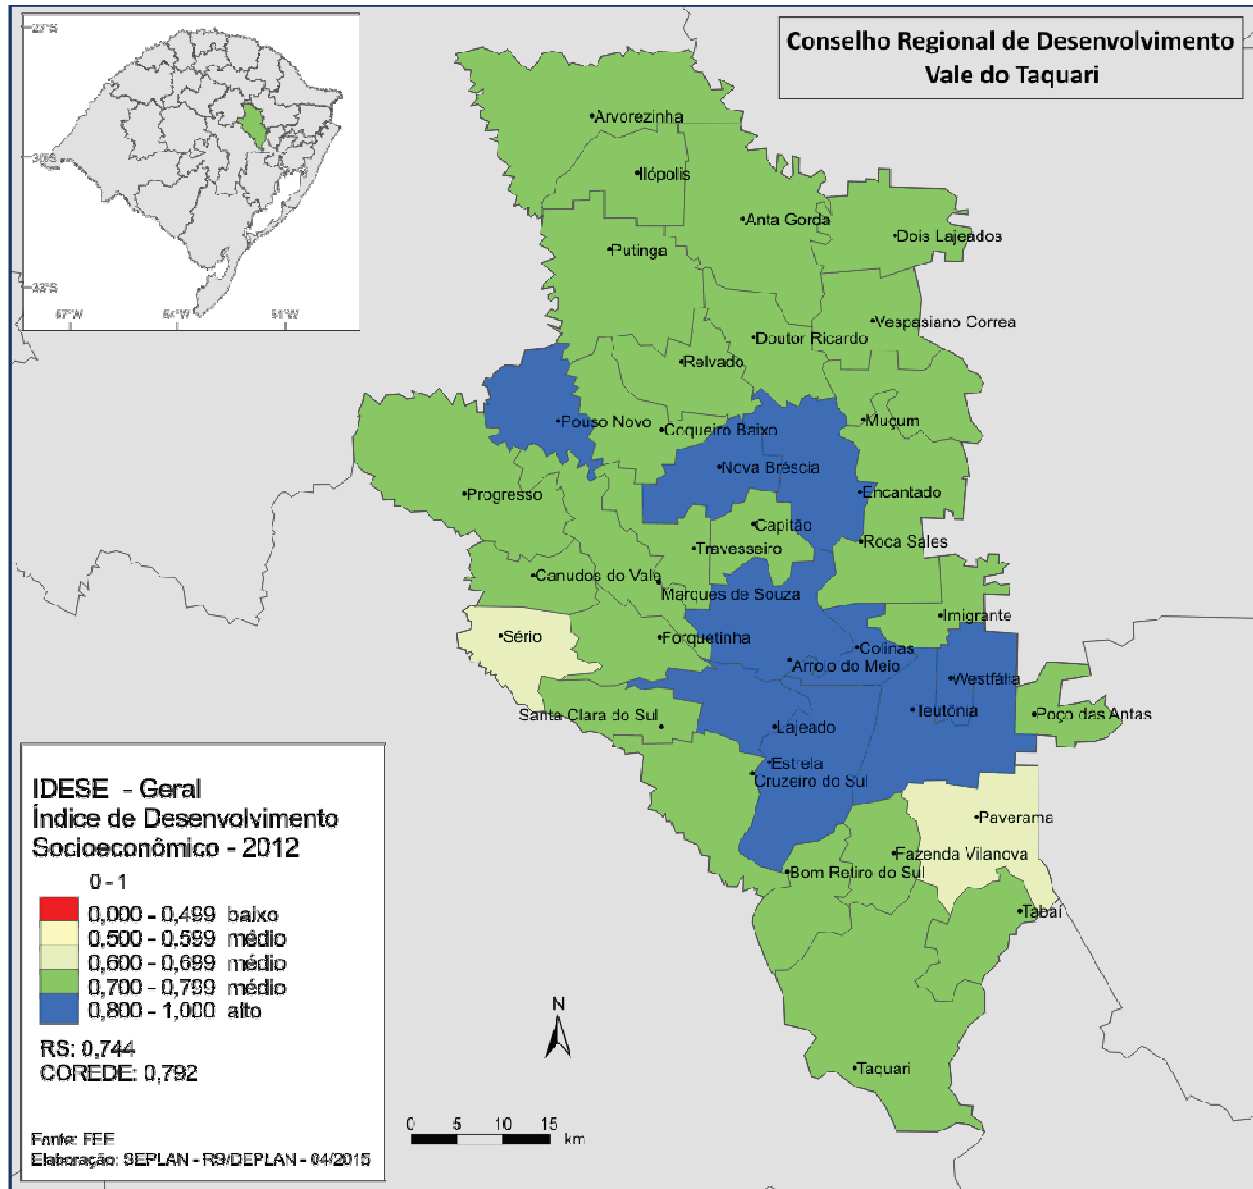 Conselho Regional de Desenvolvimento
Vale do Taquari
30°S
57°W
54°W
51°W
Arvorezinha
Ilópolis
Anta Gorda
Dois Lajeados
Putinga
Vespasiano Correa
Doutor Ricardo
Relvado
Pouso Novo
Coqueiro Baixo
Muçum
Nova Bréscia
Progresso
Encantado
Capitão
Roca Sales
Travesseiro
Canudos do Vale
Marques de Souza
Imigrante
Sério
Forquetinha
Colinas
Arroio do Meio
Westfália
Teutônia
Santa Clara do Sul
Poço das Antas
Lajeado
Estrela
Cruzeiro do Sul
Paverama
Fazenda Vilanova
Bom Retiro do Sul
Tabaí
Taquari
IDESE - Geral
Índice de Desenvolvimento
Socioeconômico - 2012
0 - 1
0,000 - 0,499 baixo
0,500 - 0,599 médio
0,600 - 0,699 médio
0,700 - 0,799 médio
0,800 - 1,000 alto
RS: 0,744
COREDE: 0,792
Fonte: FEE
Elaboração: SEPLAN - RS/DEPLAN - 04/2015
N
0 5 10 15
km